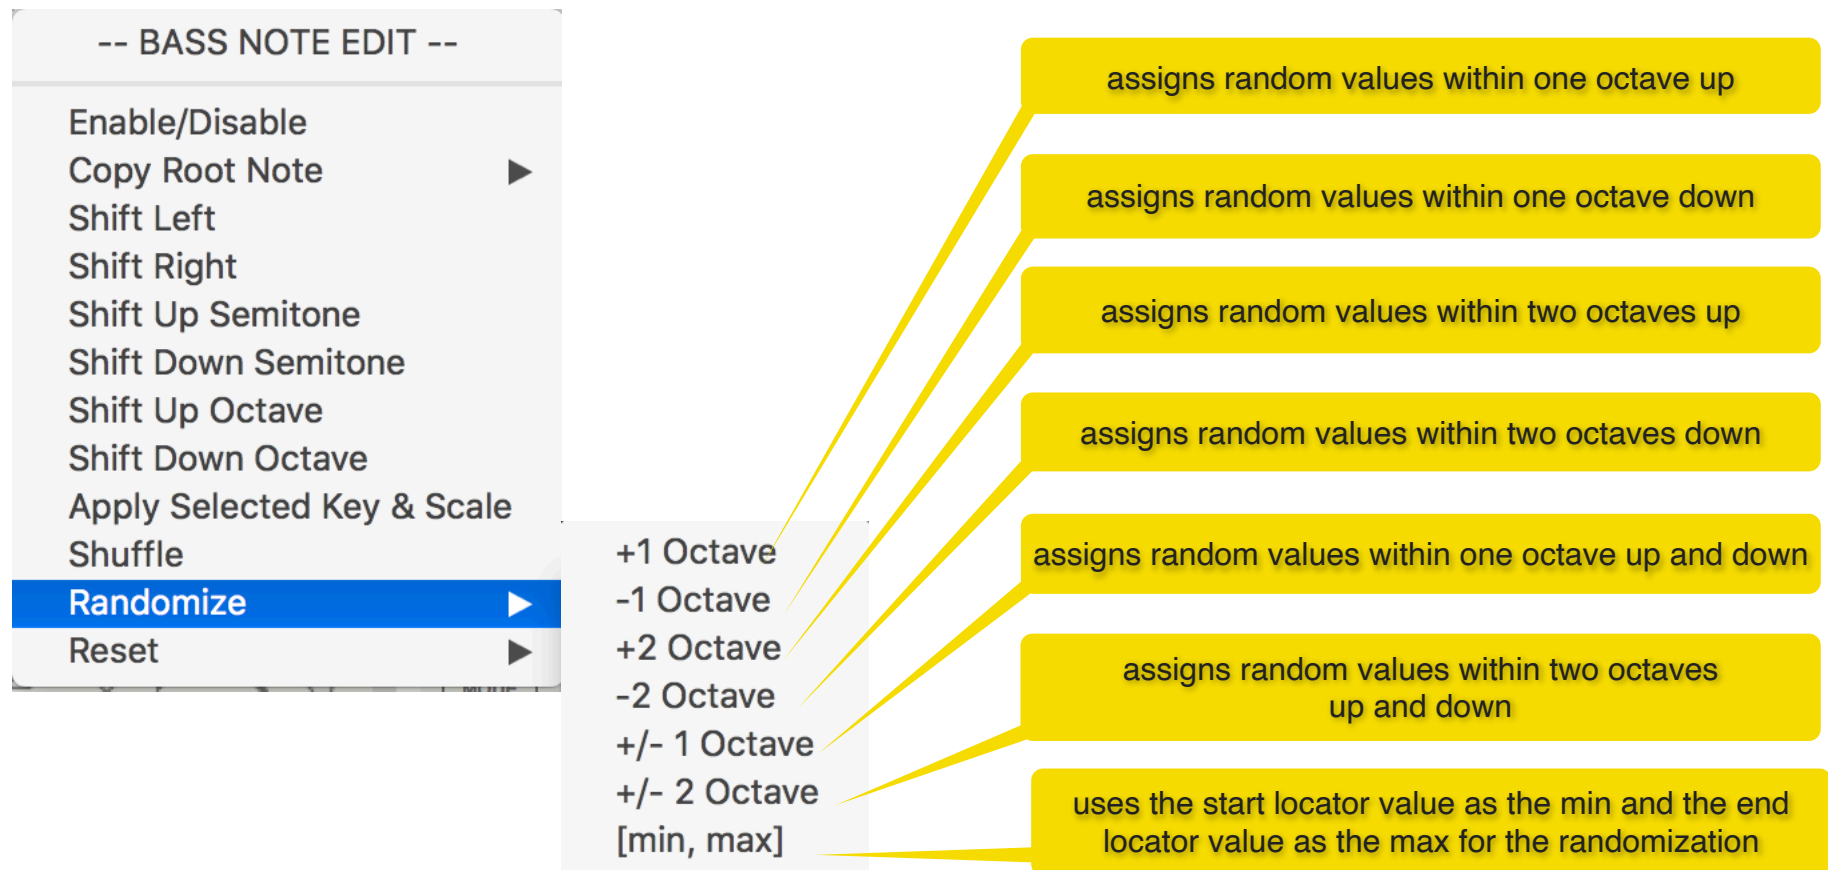 -- BASS NOTE EDIT --
Enable/Disable
Copy Root Note
Shift Left
Shift Right
Shift Up Semitone
Shift Down Semitone
Shift Up Octave
Shift Down Octave
Apply Selected Key & Scale
Shuffle
Randomize
Reset
+1 Octave
-1 Octave
+2 Octave
-2 Octave
+/- 1 Octave
+/- 2 Octave
[min, max]
assigns random values within one octave up
assigns random values within one octave down
assigns random values within two octaves up
assigns random values within two octaves down
assigns random values within one octave up and down
assigns random values within two octaves
up and down
uses the start locator value as the min and the end
locator value as the max for the randomization